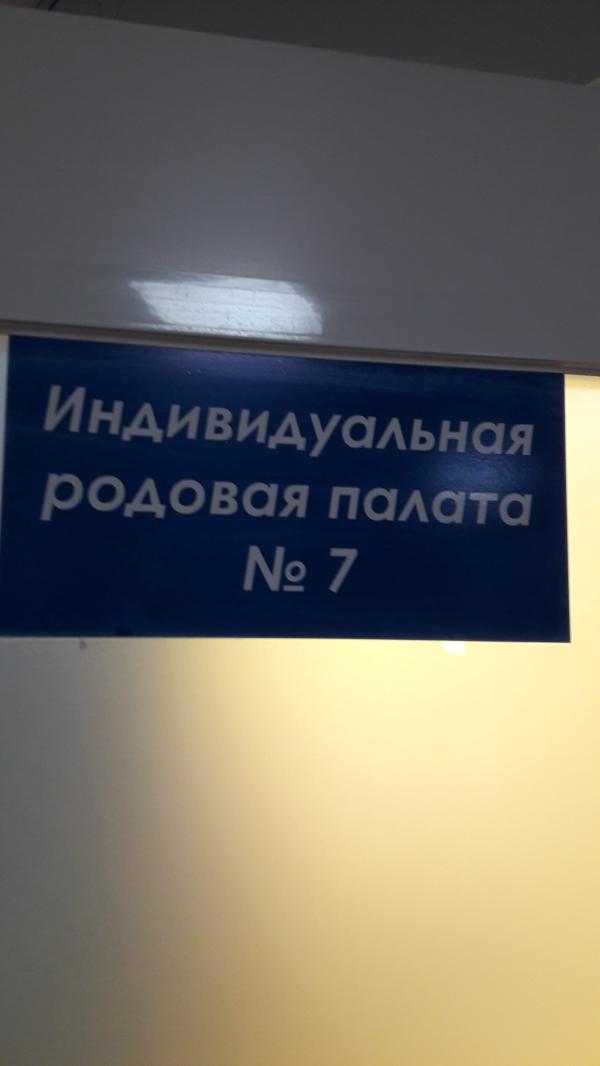 Индивидуальная
родовая палата
№ 7